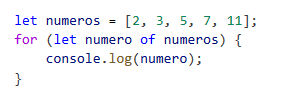 let numeros = [2, 3, 5, 7, 11];
for (let numero of numeros) {
    console.log(numero);
}